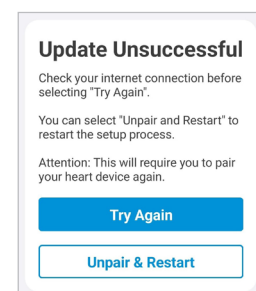 Update Unsuccessful
Check your internet connection before
selecting "Try Again".
You can select "Unpair and Restart" to
restart the setup process.
Attention: This will require you to pair
your heart device again.
Try Again
Unpair & Restart